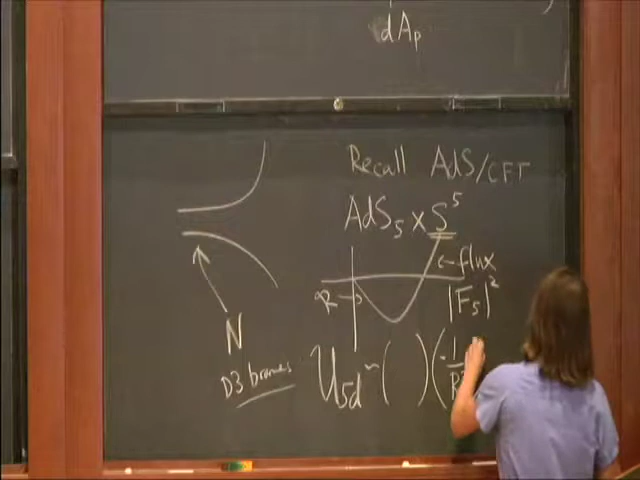 dAp
Recall AdS/CFT
AdS₅ × S⁵
← flux
R →
|F₅|²
N
D3 branes
U₅d ~ ( ) ( - 1/R